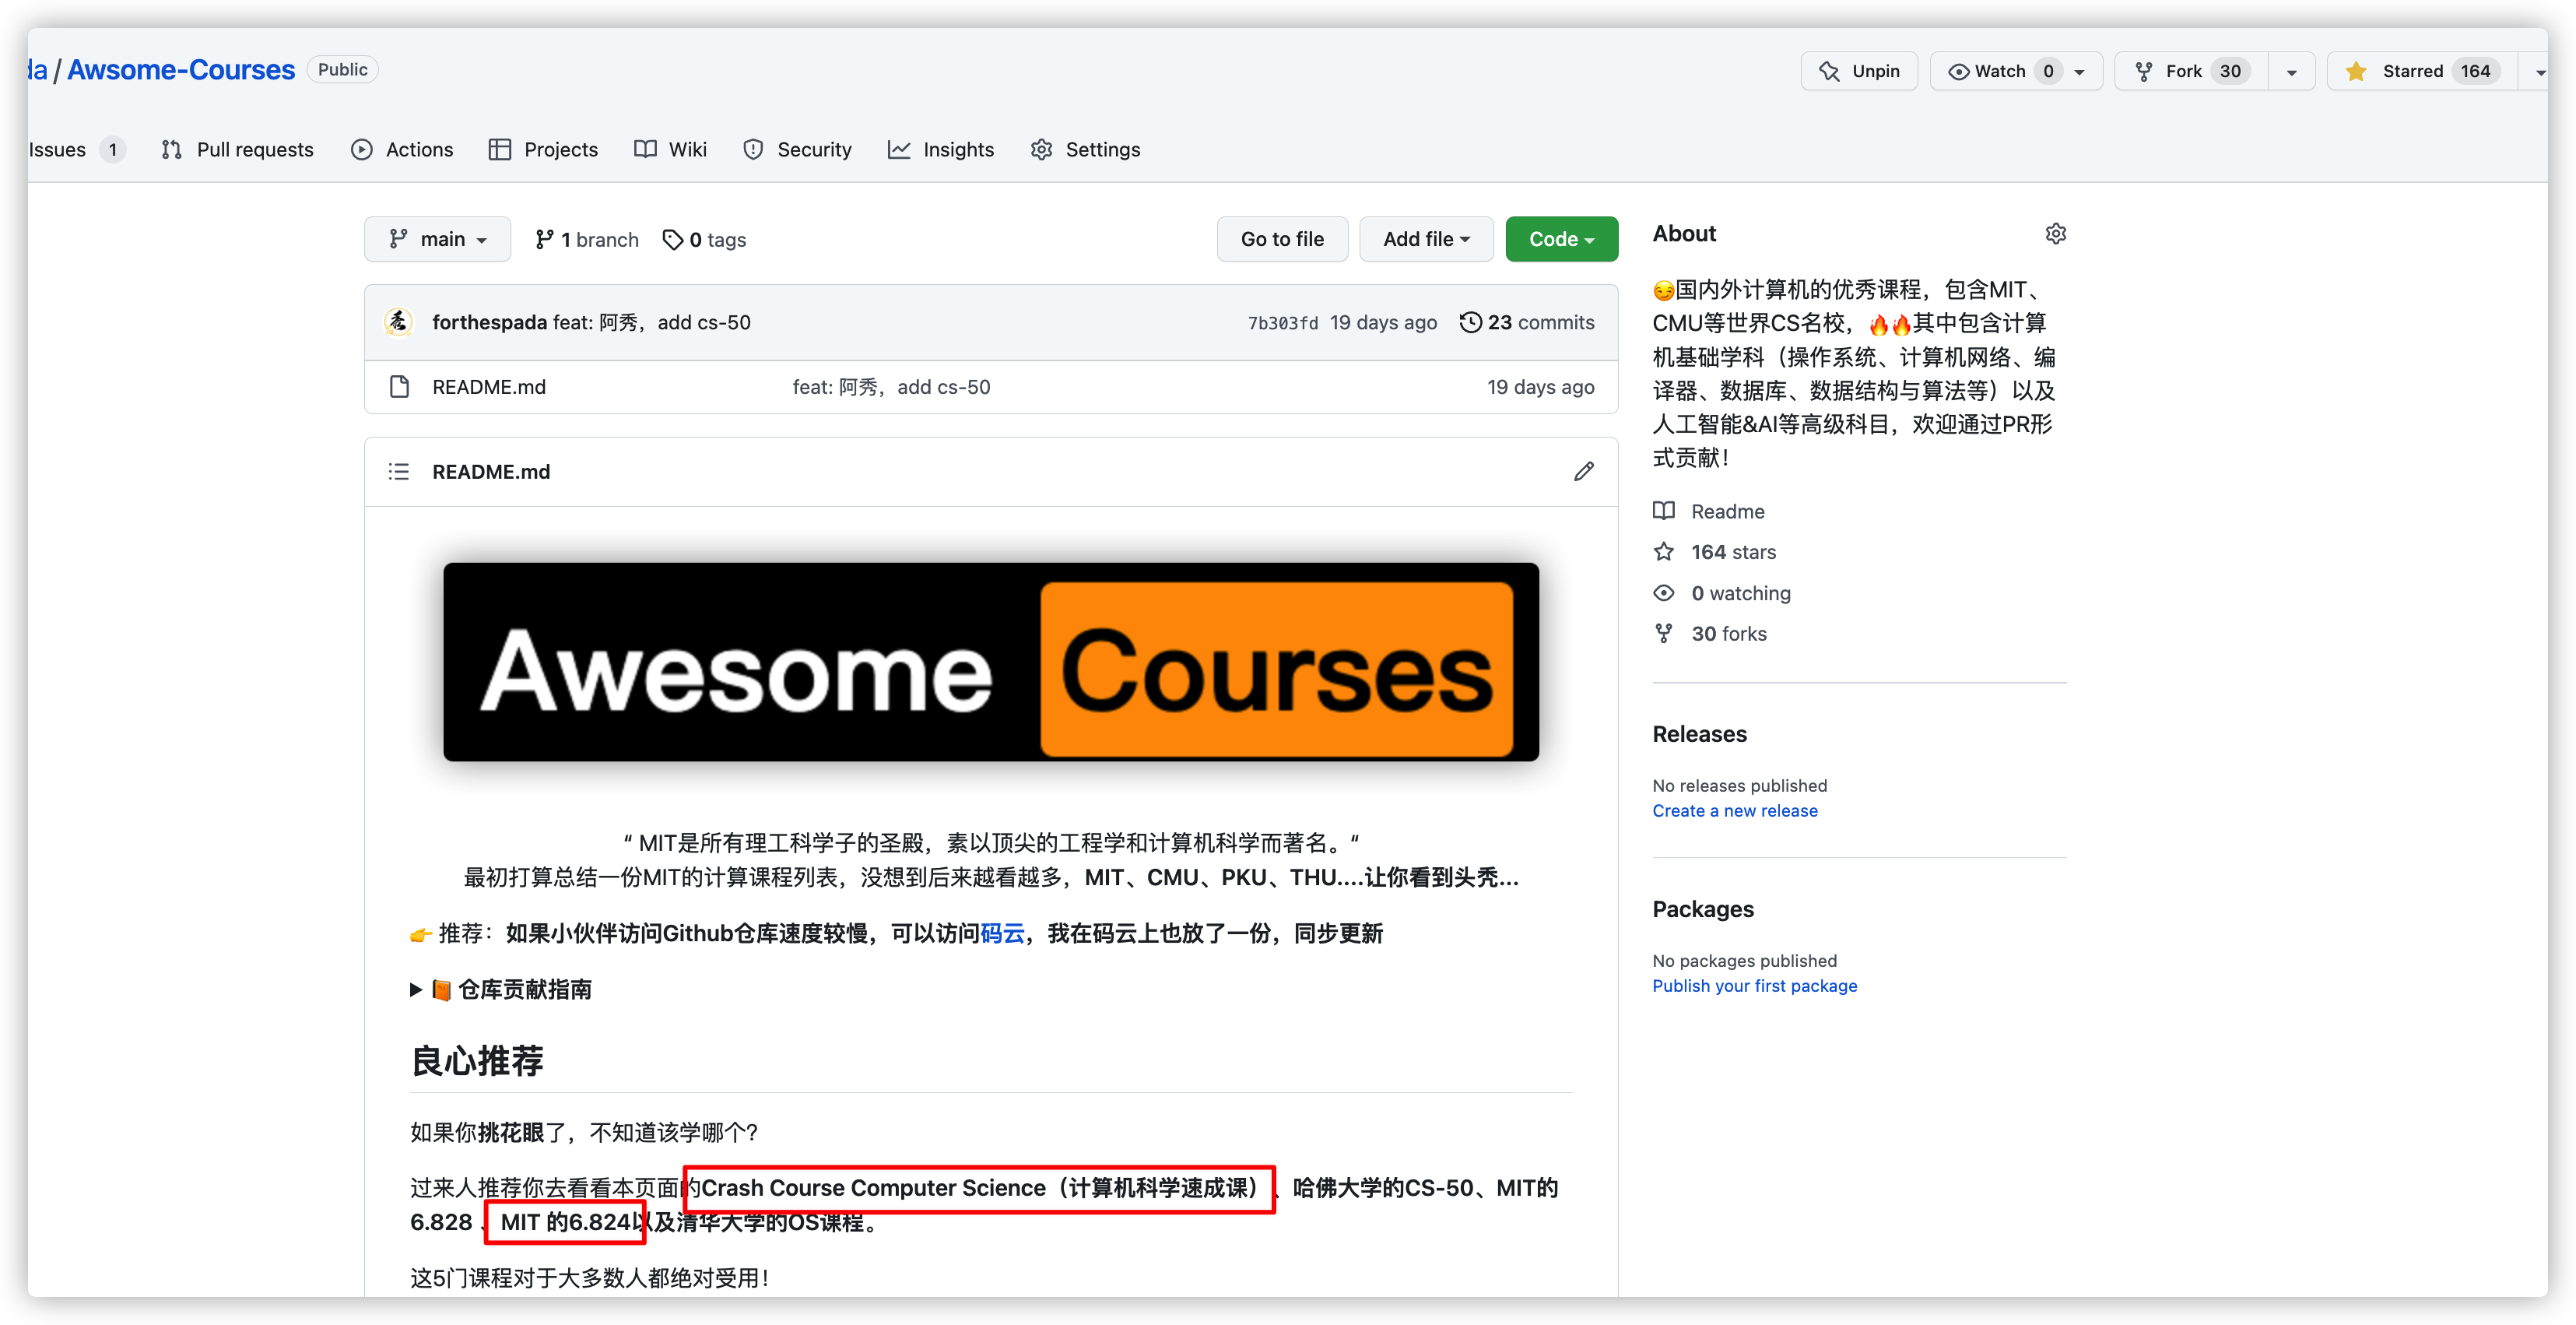 da / Awsome-Courses Public
Unpin Watch 0 Fork 30 Starred 164
Issues 1 Pull requests Actions Projects Wiki Security Insights Settings
main 1 branch 0 tags Go to file Add file Code
forthespada feat: 阿秀，add cs-50 7b303fd 19 days ago 23 commits
README.md feat: 阿秀，add cs-50 19 days ago
README.md
Awesome Courses
“ MIT是所有理工科学子的圣殿，素以顶尖的工程学和计算机科学而著名。“
最初打算总结一份MIT的计算课程列表，没想到后来越看越多，MIT、CMU、PKU、THU....让你看到头秃...
👉 推荐：如果小伙伴访问Github仓库速度较慢，可以访问码云，我在码云上也放了一份，同步更新
▶ 📙 仓库贡献指南
良心推荐
如果你挑花眼了，不知道该学哪个？
过来人推荐你去看看本页面的Crash Course Computer Science（计算机科学速成课）、哈佛大学的CS-50、MIT的
6.828 、MIT 的6.824以及清华大学的OS课程。
这5门课程对于大多数人都绝对受用！
About
😏国内外计算机的优秀课程，包含MIT、
CMU等世界CS名校，🔥🔥其中包含计算
机基础学科（操作系统、计算机网络、编
译器、数据库、数据结构与算法等）以及
人工智能&AI等高级科目，欢迎通过PR形
式贡献！
Readme
164 stars
0 watching
30 forks
Releases
No releases published
Create a new release
Packages
No packages published
Publish your first package